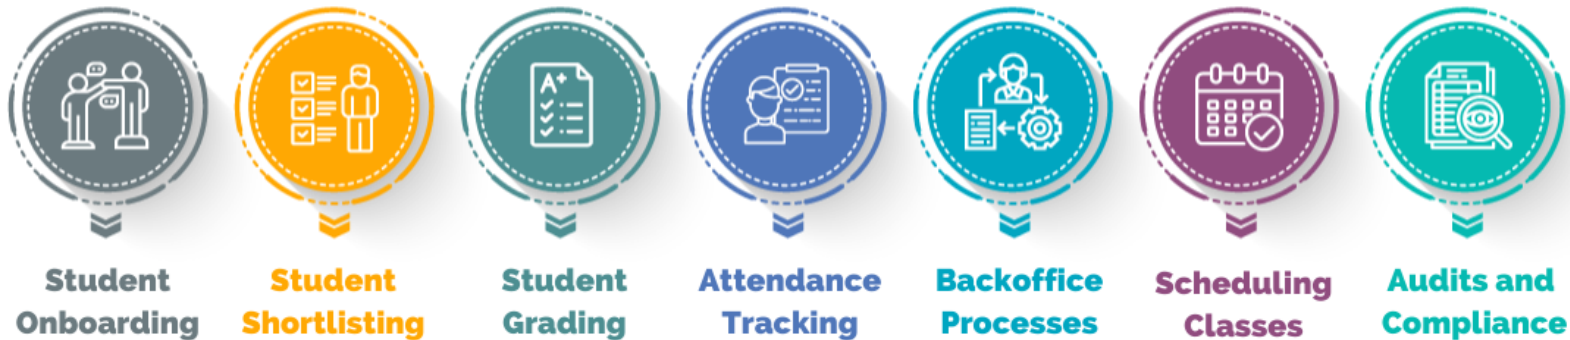 A+
Student
Onboarding
Student
Shortlisting
Student
Grading
Attendance
Tracking
Backoffice
Processes
Scheduling
Classes
Audits and
Compliance